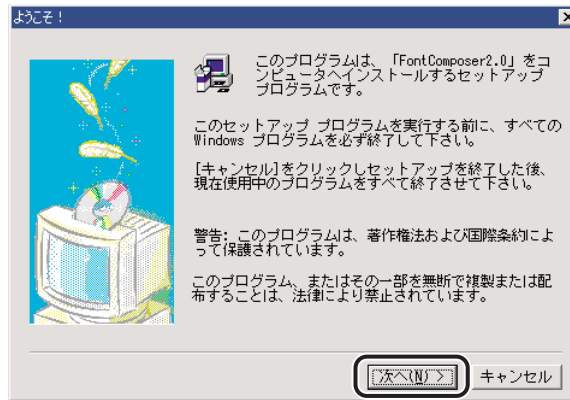 ようこそ！
このプログラムは、「FontComposer2.0」をコ
ンピュータへインストールするセットアップ
プログラムです。
このセットアップ プログラムを実行する前に、すべての
Windows プログラムを必ず終了して下さい。
[キャンセル]をクリックしセットアップを終了した後、
現在使用中のプログラムをすべて終了させて下さい。
警告: このプログラムは、著作権法および国際条約によ
って保護されています。
このプログラム、またはその一部を無断で複製または配
布することは、法律により禁止されています。
次へ(N) >
キャンセル